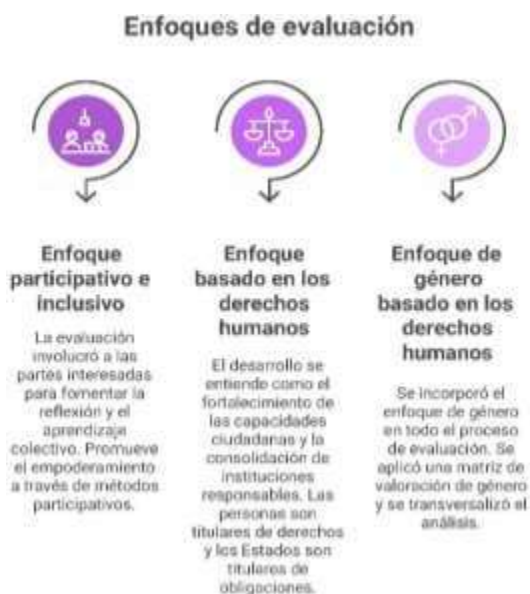 Enfoques de evaluación
Enfoque
participativo e
inclusivo
La evaluación
involucró a las
partes interesadas
para fomentar la
reflexión y el
aprendizaje
colectivo. Promueve
el empoderamiento
a través de métodos
participativos.
Enfoque
basado en los
derechos
humanos
El desarrollo se
entiende como el
fortalecimiento de
las capacidades
ciudadanas y la
consolidación de
instituciones
responsables. Las
personas son
titulares de derechos
y los Estados son
titulares de
obligaciones.
Enfoque de
género
basado en los
derechos
humanos
Se incorporó el
enfoque de género
en todo el proceso
de evaluación. Se
aplicó una matriz de
valoración de género
y se transversalizó el
análisis.